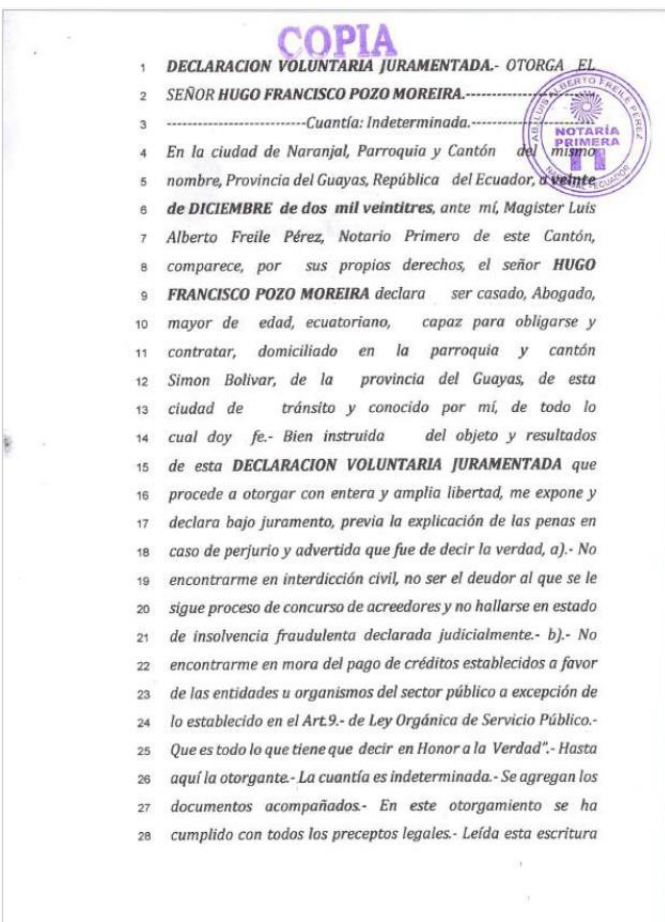 COPIA
1 DECLARACION VOLUNTARIA JURAMENTADA.- OTORGA EL
2 SEÑOR HUGO FRANCISCO POZO MOREIRA.-----------------------
3 -------------------------Cuantía: Indeterminada.-----------------------
AB. LUIS ALBERTO FREILE PÉREZ
NOTARÍA
PRIMERA
ECUADOR
4 En la ciudad de Naranjal, Parroquia y Cantón del mismo
5 nombre, Provincia del Guayas, República del Ecuador, a veinte
6 de DICIEMBRE de dos mil veintitres, ante mí, Magister Luis
7 Alberto Freile Pérez, Notario Primero de este Cantón,
8 comparece, por sus propios derechos, el señor HUGO
9 FRANCISCO POZO MOREIRA declara ser casado, Abogado,
10 mayor de edad, ecuatoriano, capaz para obligarse y
11 contratar, domiciliado en la parroquia y cantón
12 Simon Bolivar, de la provincia del Guayas, de esta
13 ciudad de tránsito y conocido por mí, de todo lo
14 cual doy fe.- Bien instruida del objeto y resultados
15 de esta DECLARACION VOLUNTARIA JURAMENTADA que
16 procede a otorgar con entera y amplia libertad, me expone y
17 declara bajo juramento, previa la explicación de las penas en
18 caso de perjurio y advertida que fue de decir la verdad, a).- No
19 encontrarme en interdicción civil, no ser el deudor al que se le
20 sigue proceso de concurso de acreedores y no hallarse en estado
21 de insolvencia fraudulenta declarada judicialmente.- b).- No
22 encontrarme en mora del pago de créditos establecidos a favor
23 de las entidades u organismos del sector público a excepción de
24 lo establecido en el Art.9.- de Ley Orgánica de Servicio Público.-
25 Que es todo lo que tiene que decir en Honor a la Verdad".- Hasta
26 aquí la otorgante.- La cuantía es indeterminada.- Se agregan los
27 documentos acompañados.- En este otorgamiento se ha
28 cumplido con todos los preceptos legales.- Leída esta escritura